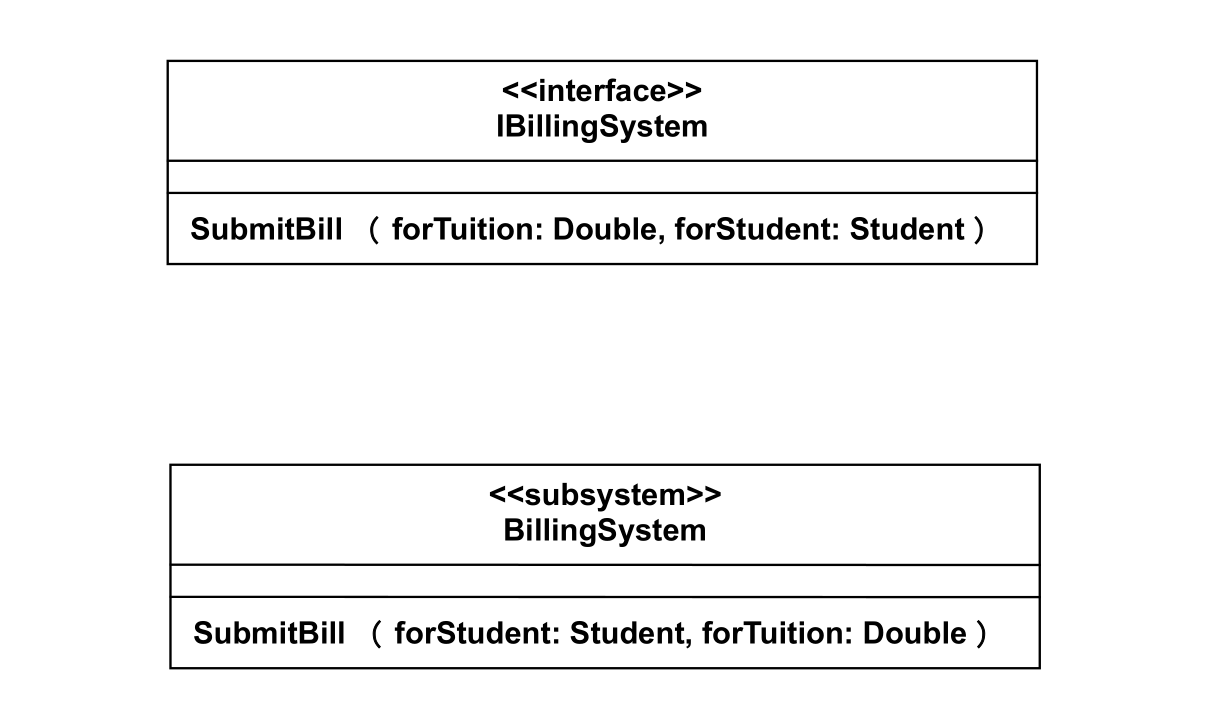 <<interface>>
IBillingSystem
SubmitBill ( forTuition: Double, forStudent: Student )
<<subsystem>>
BillingSystem
SubmitBill ( forStudent: Student, forTuition: Double )